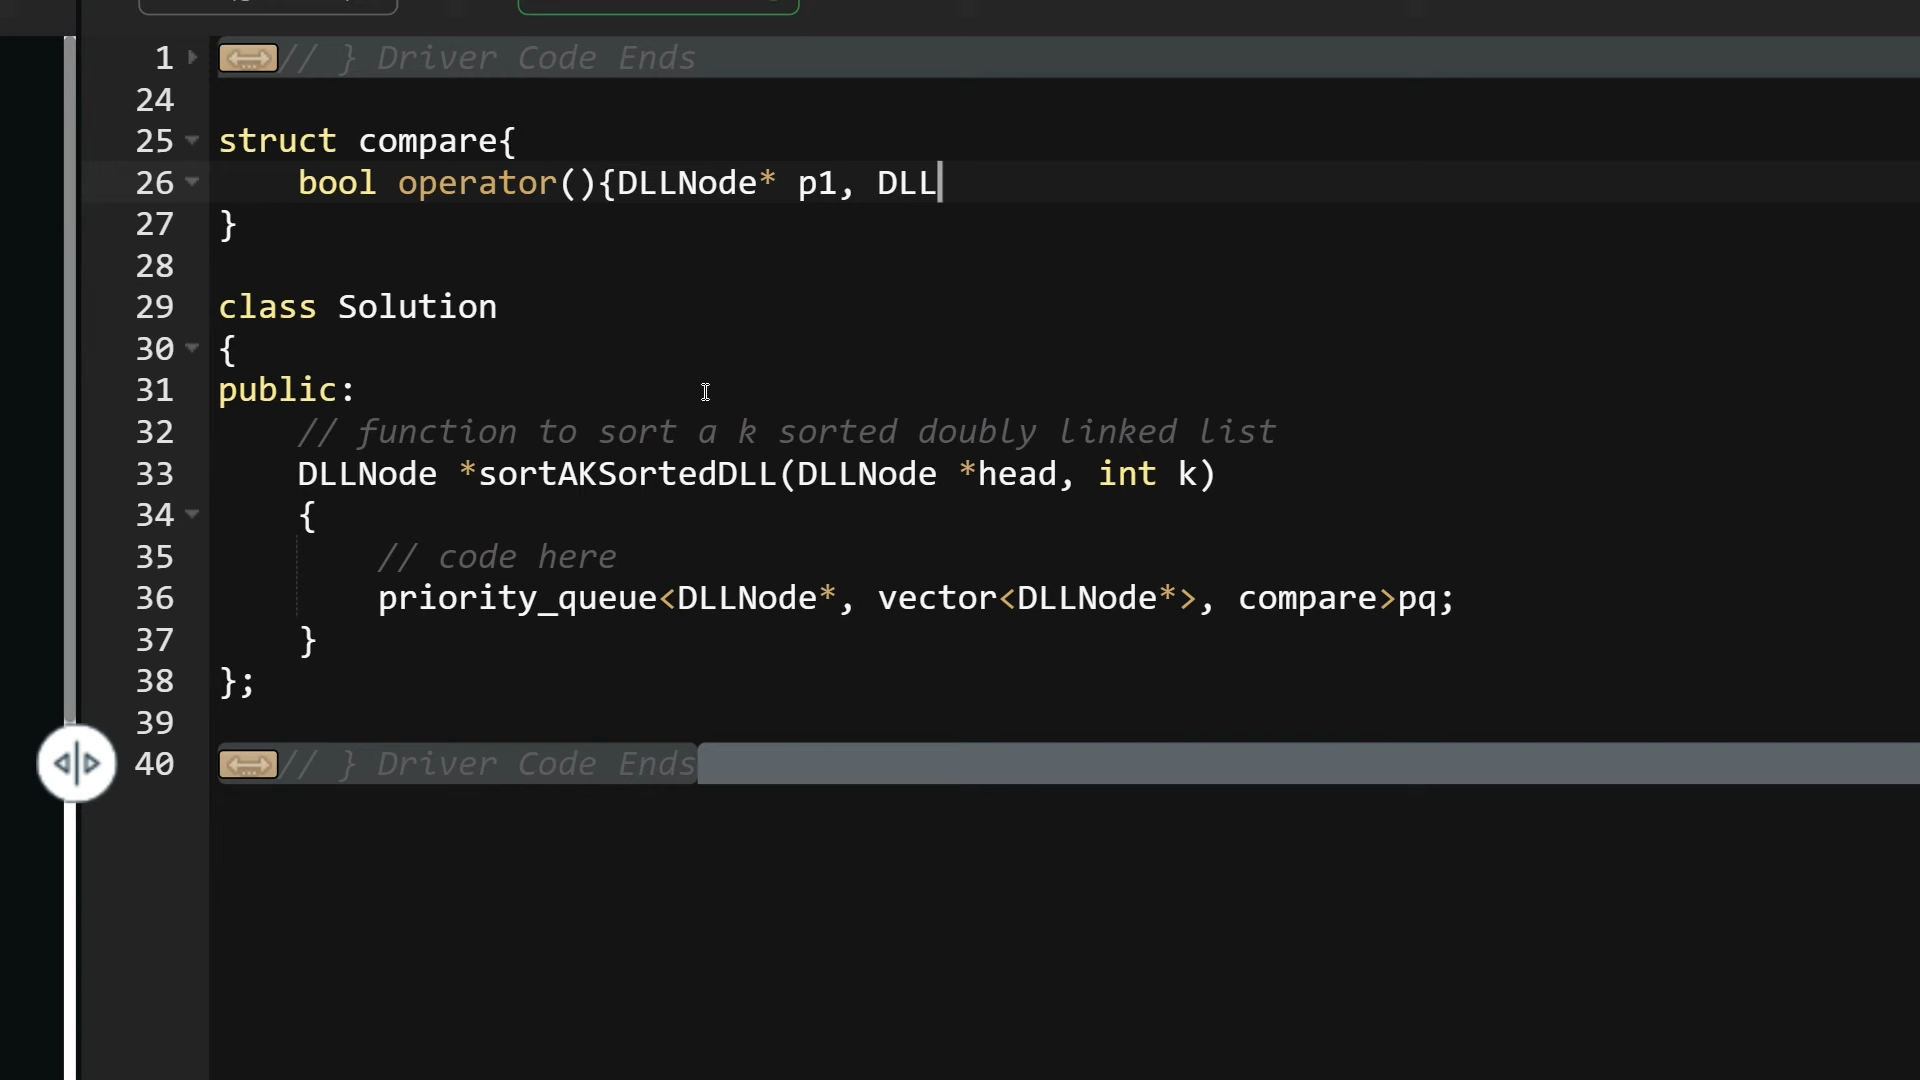 1 // } Driver Code Ends
24
25 struct compare{
26     bool operator(){DLLNode* p1, DLL
27 }
28
29 class Solution
30 {
31 public:
32     // function to sort a k sorted doubly linked list
33     DLLNode *sortAKSortedDLL(DLLNode *head, int k)
34     {
35         // code here
36         priority_queue<DLLNode*, vector<DLLNode*>, compare>pq;
37     }
38 };
39
40 // } Driver Code Ends